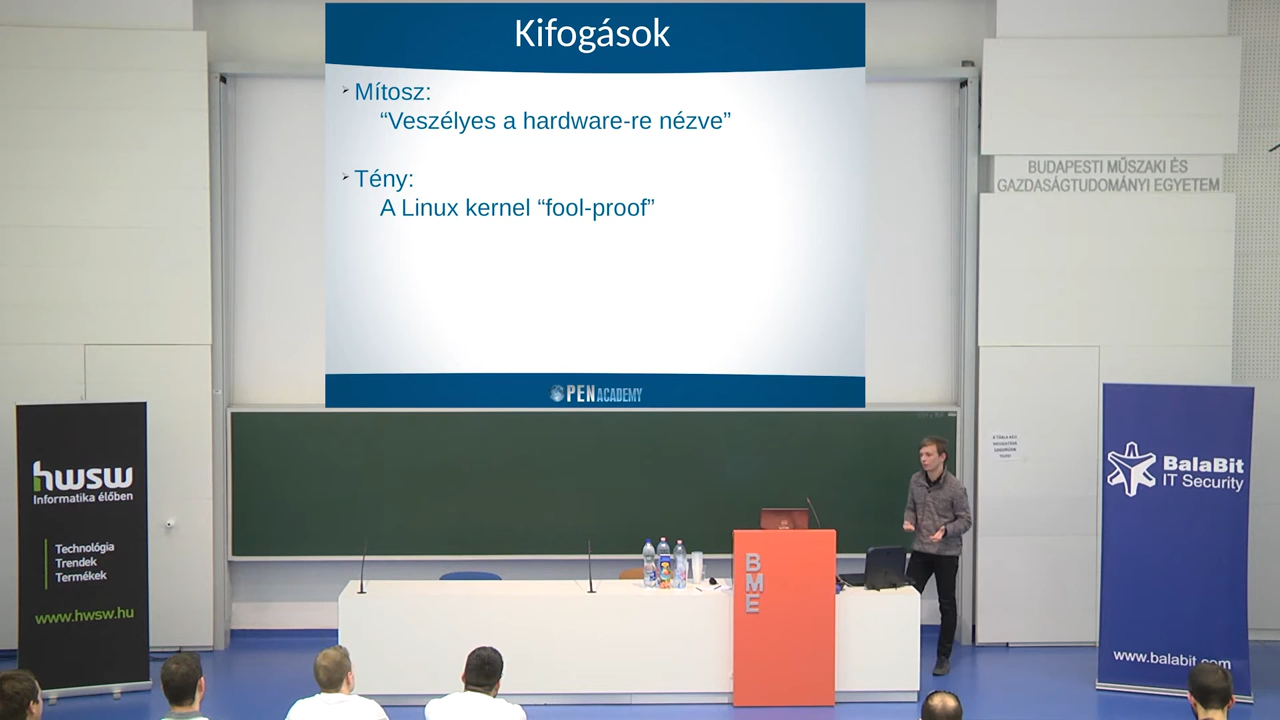 Kifogások
Mítosz:
“Veszélyes a hardware-re nézve”
Tény:
A Linux kernel “fool-proof”
PEN ACADEMY
BUDAPESTI MŰSZAKI ÉS
GAZDASÁGTUDOMÁNYI EGYETEM
hwsw
Informatika élőben
Technológia
Trendek
Termékek
www.hwsw.hu
BME
BalaBit
IT Security
www.balabit.com